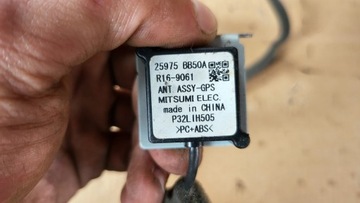 25975 BB50A
R16-9061
ANT ASSY-GPS
MITSUMI ELEC.
made in CHINA
P32LIH505
>PC+ABS<